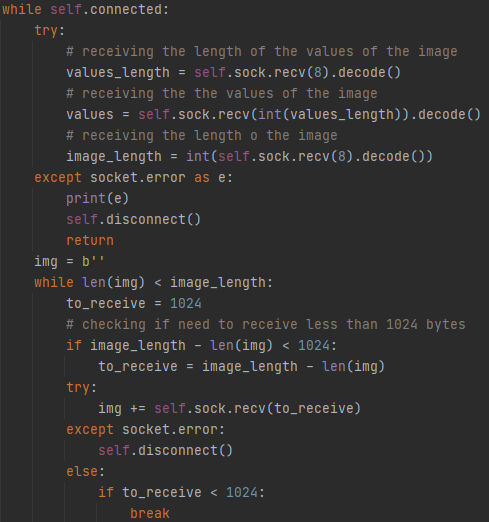 while self.connected:
    try:
        # receiving the length of the values of the image
        values_length = self.sock.recv(8).decode()
        # receiving the the values of the image
        values = self.sock.recv(int(values_length)).decode()
        # receiving the length o the image
        image_length = int(self.sock.recv(8).decode())
    except socket.error as e:
        print(e)
        self.disconnect()
        return
    img = b''
    while len(img) < image_length:
        to_receive = 1024
        # checking if need to receive less than 1024 bytes
        if image_length - len(img) < 1024:
            to_receive = image_length - len(img)
        try:
            img += self.sock.recv(to_receive)
        except socket.error:
            self.disconnect()
        else:
            if to_receive < 1024:
                break